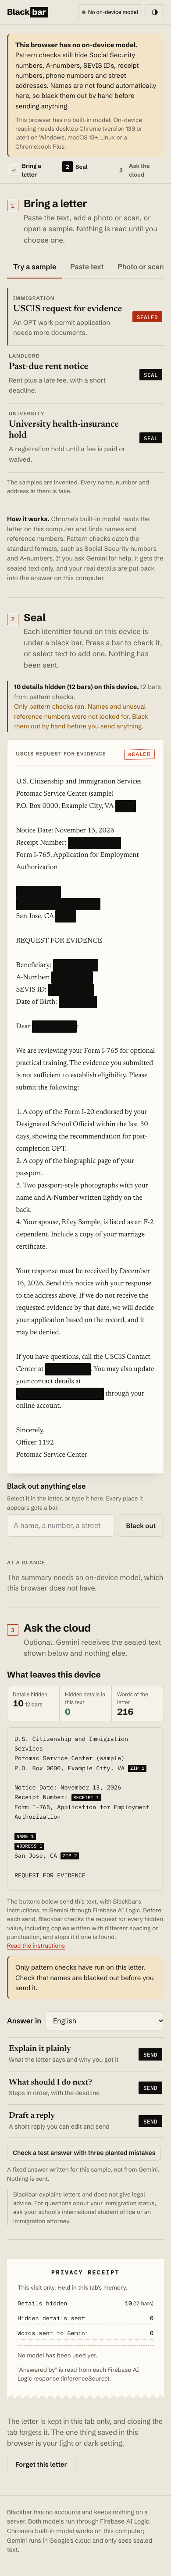 Blackbar
No on-device model
This browser has no on-device model.
Pattern checks still hide Social Security
numbers, A-numbers, SEVIS IDs, receipt
numbers, phone numbers and street
addresses. Names are not found automatically
here, so black them out by hand before
sending anything.
This browser has no built-in model. On-device
reading needs desktop Chrome (version 139 or
later) on Windows, macOS 13+, Linux or a
Chromebook Plus.
Bring a
letter
2 Seal
3 Ask the
cloud
1 Bring a letter
Paste the text, add a photo or scan, or
open a sample. Nothing is read until you
choose one.
Try a sample Paste text Photo or scan
IMMIGRATION
USCIS request for evidence
An OPT work permit application
needs more documents.
SEALED
LANDLORD
Past-due rent notice
Rent plus a late fee, with a short
deadline.
SEAL
UNIVERSITY
University health-insurance
hold
A registration hold until a fee is paid or
waived.
SEAL
The samples are invented. Every name, number and
address in them is fake.
How it works. Chrome's built-in model reads the
letter on this computer and finds names and
reference numbers. Pattern checks catch the
standard formats, such as Social Security numbers
and A-numbers. If you ask Gemini for help, it gets the
sealed text only, and your real details are put back
into the answer on this computer.
2 Seal
Each identifier found on this device is
under a black bar. Press a bar to check it,
or select text to add one. Nothing has
been sent.
10 details hidden (12 bars) on this device. 12 bars
from pattern checks.
Only pattern checks ran. Names and unusual
reference numbers were not looked for. Black
them out by hand before you send anything.
USCIS REQUEST FOR EVIDENCE
SEALED
U.S. Citizenship and Immigration Services
Potomac Service Center (sample)
P.O. Box 0000, Example City, VA
Notice Date: November 13, 2026
Receipt Number:
Form I-765, Application for Employment
Authorization
San Jose, CA
REQUEST FOR EVIDENCE
Beneficiary:
A-Number:
SEVIS ID:
Date of Birth:
Dear :
We are reviewing your Form I-765 for optional
practical training. The evidence you submitted
is not sufficient to establish eligibility. Please
submit the following:
1. A copy of the Form I-20 endorsed by your
Designated School Official within the last 30
days, showing the recommendation for post-
completion OPT.
2. A copy of the biographic page of your
passport.
3. Two passport-style photographs with your
name and A-Number written lightly on the
back.
4. Your spouse, Riley Sample, is listed as an F-2
dependent. Include a copy of your marriage
certificate.
Your response must be received by December
16, 2026. Send this notice with your response
to the address above. If we do not receive the
requested evidence by that date, we will decide
your application based on the record, and it
may be denied.
If you have questions, call the USCIS Contact
Center at . You may also update
your contact details at
through your
online account.
Sincerely,
Officer 1192
Potomac Service Center
Black out anything else
Select it in the letter, or type it here. Every place it
appears gets a bar.
A name, a number, a street
Black out
AT A GLANCE
The summary needs an on-device model, which
this browser does not have.
3 Ask the cloud
Optional. Gemini receives the sealed text
shown below and nothing else.
What leaves this device
Details hidden
10 12 bars
Hidden details in
this text
0
Words of the
letter
216
U.S. Citizenship and Immigration
Services
Potomac Service Center (sample)
P.O. Box 0000, Example City, VA ZIP 1
Notice Date: November 13, 2026
Receipt Number: RECEIPT 1
Form I-765, Application for Employment
Authorization
NAME 1
ADDRESS 1
San Jose, CA ZIP 2
REQUEST FOR EVIDENCE
The buttons below send this text, with Blackbar's
instructions, to Gemini through Firebase AI Logic. Before
each send, Blackbar checks the request for every hidden
value, including copies written with different spacing or
punctuation, and stops if it is one is found.
Read the instructions
Only pattern checks have run on this letter.
Check that names are blacked out before you
send it.
Answer in English
Explain it plainly
What the letter says and why you got it
SEND
What should I do next?
Steps in order, with the deadline
SEND
Draft a reply
A short reply you can edit and send
SEND
Check a test answer with three planted mistakes
A fixed answer written for this sample, not from Gemini.
Nothing is sent.
Blackbar explains letters and does not give legal
advice. For questions about your immigration status,
ask your school's international student office or an
immigration attorney.
PRIVACY RECEIPT
This visit only. Held in this tab's memory.
Details hidden 10 (12 bars)
Hidden details sent 0
Words sent to Gemini 0
No model has been used yet.
"Answered by" is read from each Firebase AI
Logic response (inferenceSource).
The letter is kept in this tab only, and closing the
tab forgets it. The one thing saved in this
browser is your light or dark setting.
Forget this letter
Blackbar has no accounts and keeps nothing on a
server. Both models run through Firebase AI Logic.
Chrome's built-in model works on this computer;
Gemini runs in Google's cloud and only sees sealed
text.